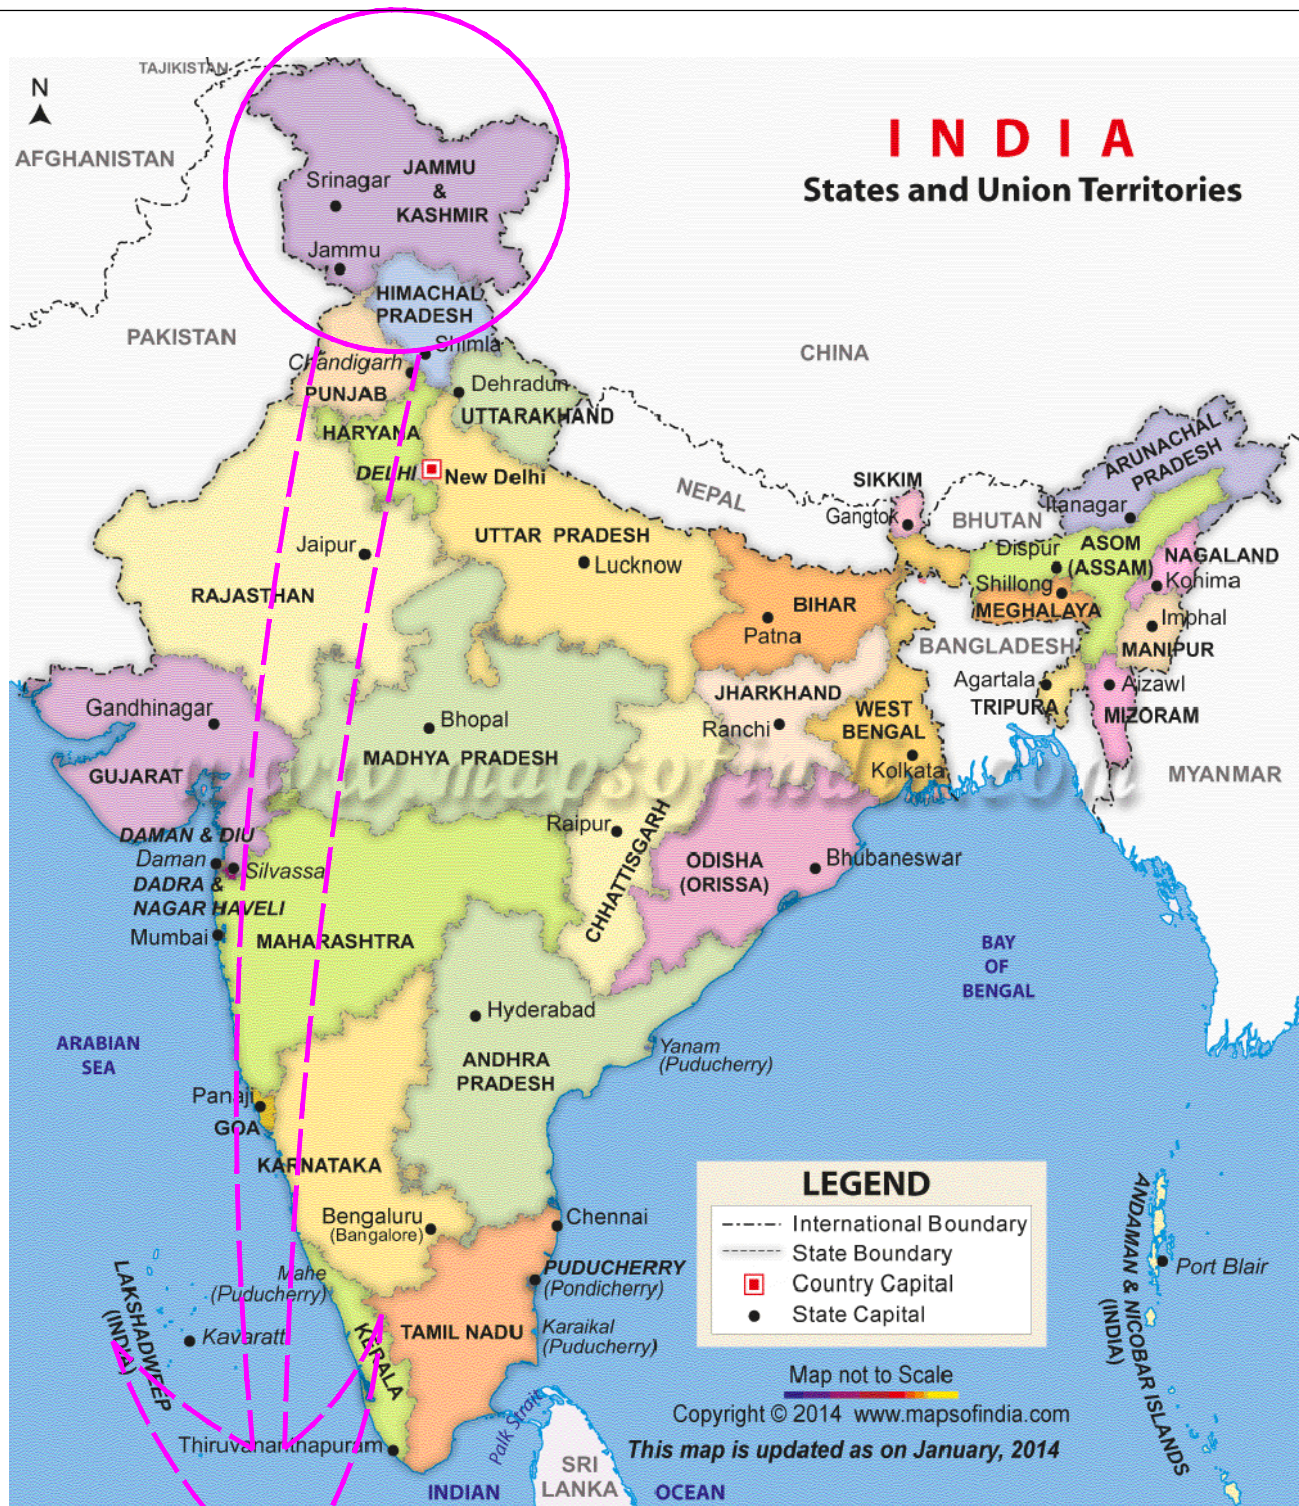 TAJIKISTAN
N
AFGHANISTAN
INDIA
States and Union Territories
JAMMU
&
KASHMIR
Srinagar
Jammu
HIMACHAL
PRADESH
PAKISTAN
Shimla
CHINA
Chandigarh
PUNJAB
Dehradun
UTTARAKHAND
HARYANA
DELHI
New Delhi
ARUNACHAL
PRADESH
NEPAL
SIKKIM
Gangtok
BHUTAN
Itanagar
Dispur
ASOM
(ASSAM)
NAGALAND
Jaipur
UTTAR PRADESH
Lucknow
RAJASTHAN
BIHAR
Patna
Shillong
MEGHALAYA
Kohima
Imphal
MANIPUR
BANGLADESH
Gandhinagar
GUJARAT
Bhopal
MADHYA PRADESH
JHARKHAND
Ranchi
WEST
BENGAL
Kolkata
Agartala
TRIPURA
Aizawl
MIZORAM
MYANMAR
www.mapsofindia.com
DAMAN & DIU
Daman
Silvassa
DADRA &
NAGAR HAVELI
Mumbai
MAHARASHTRA
Raipur
CHHATTISGARH
ODISHA
(ORISSA)
Bhubaneswar
BAY
OF
BENGAL
Hyderabad
ANDHRA
PRADESH
Yanam
(Puducherry)
ARABIAN
SEA
Panaji
GOA
KARNATAKA
Bengaluru
(Bangalore)
Chennai
Mahe
(Puducherry)
PUDUCHERRY
(Pondicherry)
Karaikal
(Puducherry)
TAMIL NADU
KERALA
LAKSHADWEEP
(INDIA)
Kavaratti
Thiruvananthapuram
Palk Strait
SRI
LANKA
INDIAN OCEAN
LEGEND
International Boundary
State Boundary
Country Capital
State Capital
Map not to Scale
Copyright © 2014 www.mapsofindia.com
This map is updated as on January, 2014
ANDAMAN & NICOBAR ISLANDS
(INDIA)
Port Blair